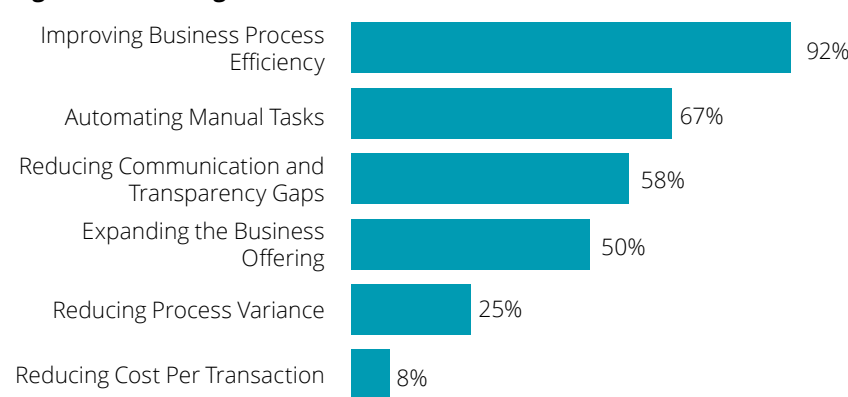 Improving Business Process
Efficiency
92%
Automating Manual Tasks
67%
Reducing Communication and
Transparency Gaps
58%
Expanding the Business
Offering
50%
Reducing Process Variance
25%
Reducing Cost Per Transaction
8%